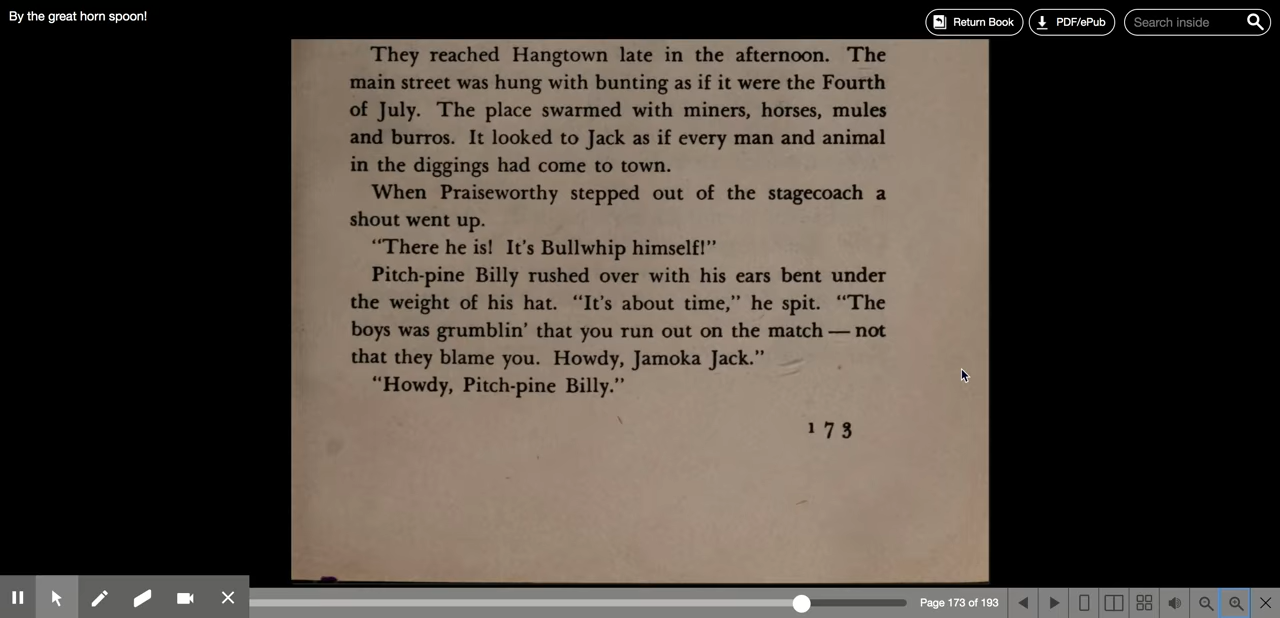 By the great horn spoon!
Return Book
PDF/ePub
Search inside
They reached Hangtown late in the afternoon. The
main street was hung with bunting as if it were the Fourth
of July. The place swarmed with miners, horses, mules
and burros. It looked to Jack as if every man and animal
in the diggings had come to town.
When Praiseworthy stepped out of the stagecoach a
shout went up.
“There he is! It’s Bullwhip himself!”
Pitch-pine Billy rushed over with his ears bent under
the weight of his hat. “It’s about time,” he spit. “The
boys was grumblin’ that you run out on the match — not
that they blame you. Howdy, Jamoka Jack.”
“Howdy, Pitch-pine Billy.”
173
Page 173 of 193